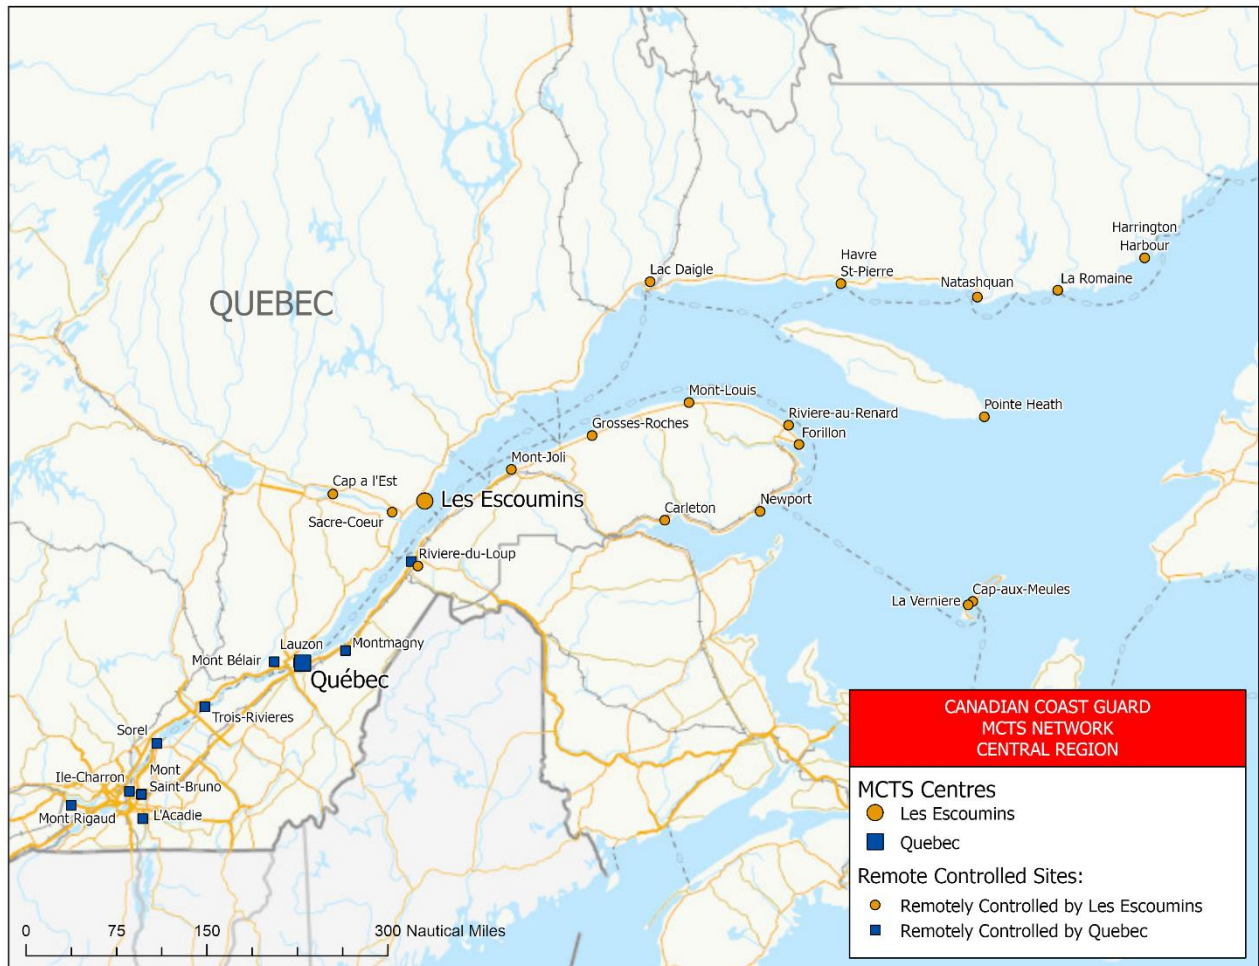 Harrington
Harbour
Havre
St-Pierre
Lac Daigle
La Romaine
Natashquan
QUEBEC
Mont-Louis
Pointe Heath
Riviere-au-Renard
Grosses-Roches
Forillon
Mont-Joli
Cap a l'Est
Les Escoumins
Newport
Carleton
Sacre-Coeur
Riviere-du-Loup
Cap-aux-Meules
La Verniere
Lauzon
Montmagny
Mont Bélair
Québec
Trois-Rivieres
Sorel
Mont
Saint-Bruno
Ile-Charron
L'Acadie
Mont Rigaud
CANADIAN COAST GUARD
MCTS NETWORK
CENTRAL REGION
MCTS Centres
Les Escoumins
Quebec
Remote Controlled Sites:
Remotely Controlled by Les Escoumins
Remotely Controlled by Quebec
0 75 150 300 Nautical Miles